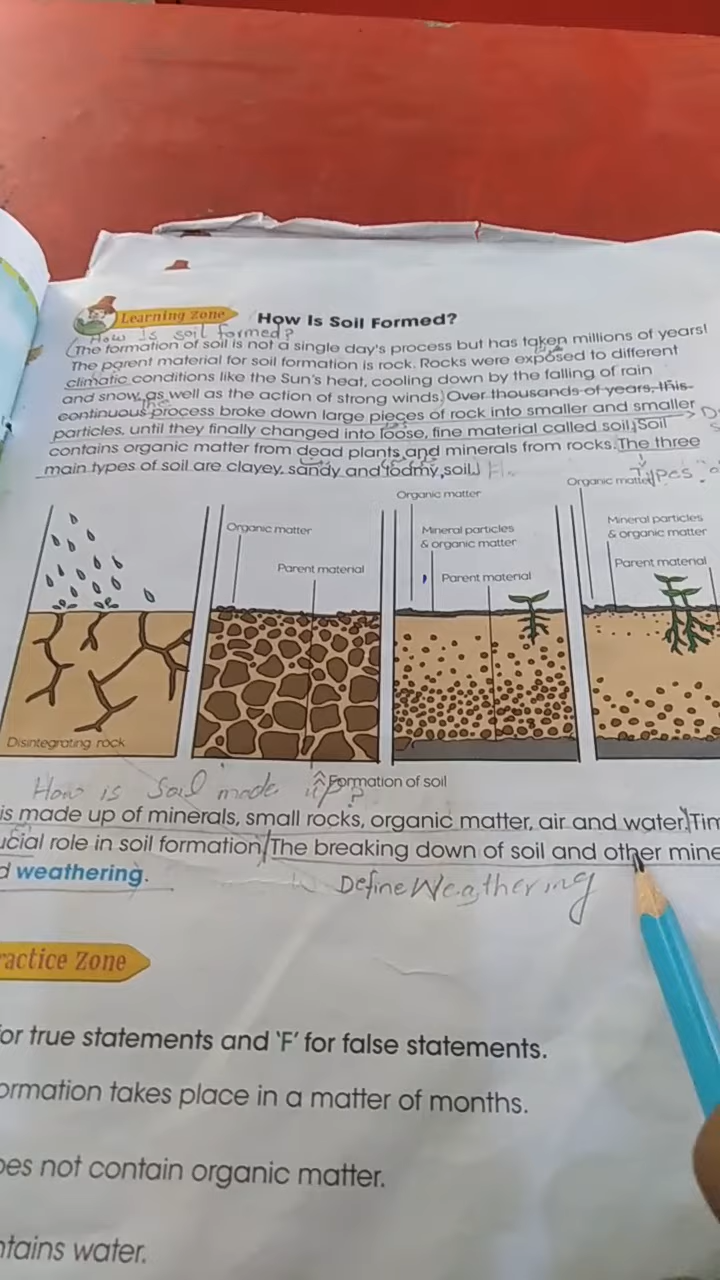 Learning Zone How Is Soil Formed?
How Is soil formed?
The formation of soil is not a single day's process but has taken millions of years!
The parent material for soil formation is rock. Rocks were exposed to different
climatic conditions like the Sun's heat, cooling down by the falling of rain
and snow, as well as the action of strong winds. Over thousands of years, this
continuous process broke down large pieces of rock into smaller and smaller
particles, until they finally changed into loose, fine material called soil. Soil
contains organic matter from dead plants and minerals from rocks. The three
main types of soil are clayey, sandy and loamy soil.
Types
Organic matter
Organic matter
Organic matter
Mineral particles
& organic matter
Mineral particles
& organic matter
Parent material
Parent material
Parent material
Disintegrating rock
Formation of soil
How is Soil made up?
is made up of minerals, small rocks, organic matter, air and water. Tim
ucial role in soil formation. The breaking down of soil and other mine
d weathering.
Define Weathering
ractice Zone
or true statements and 'F' for false statements.
ormation takes place in a matter of months.
oes not contain organic matter.
ntains water.